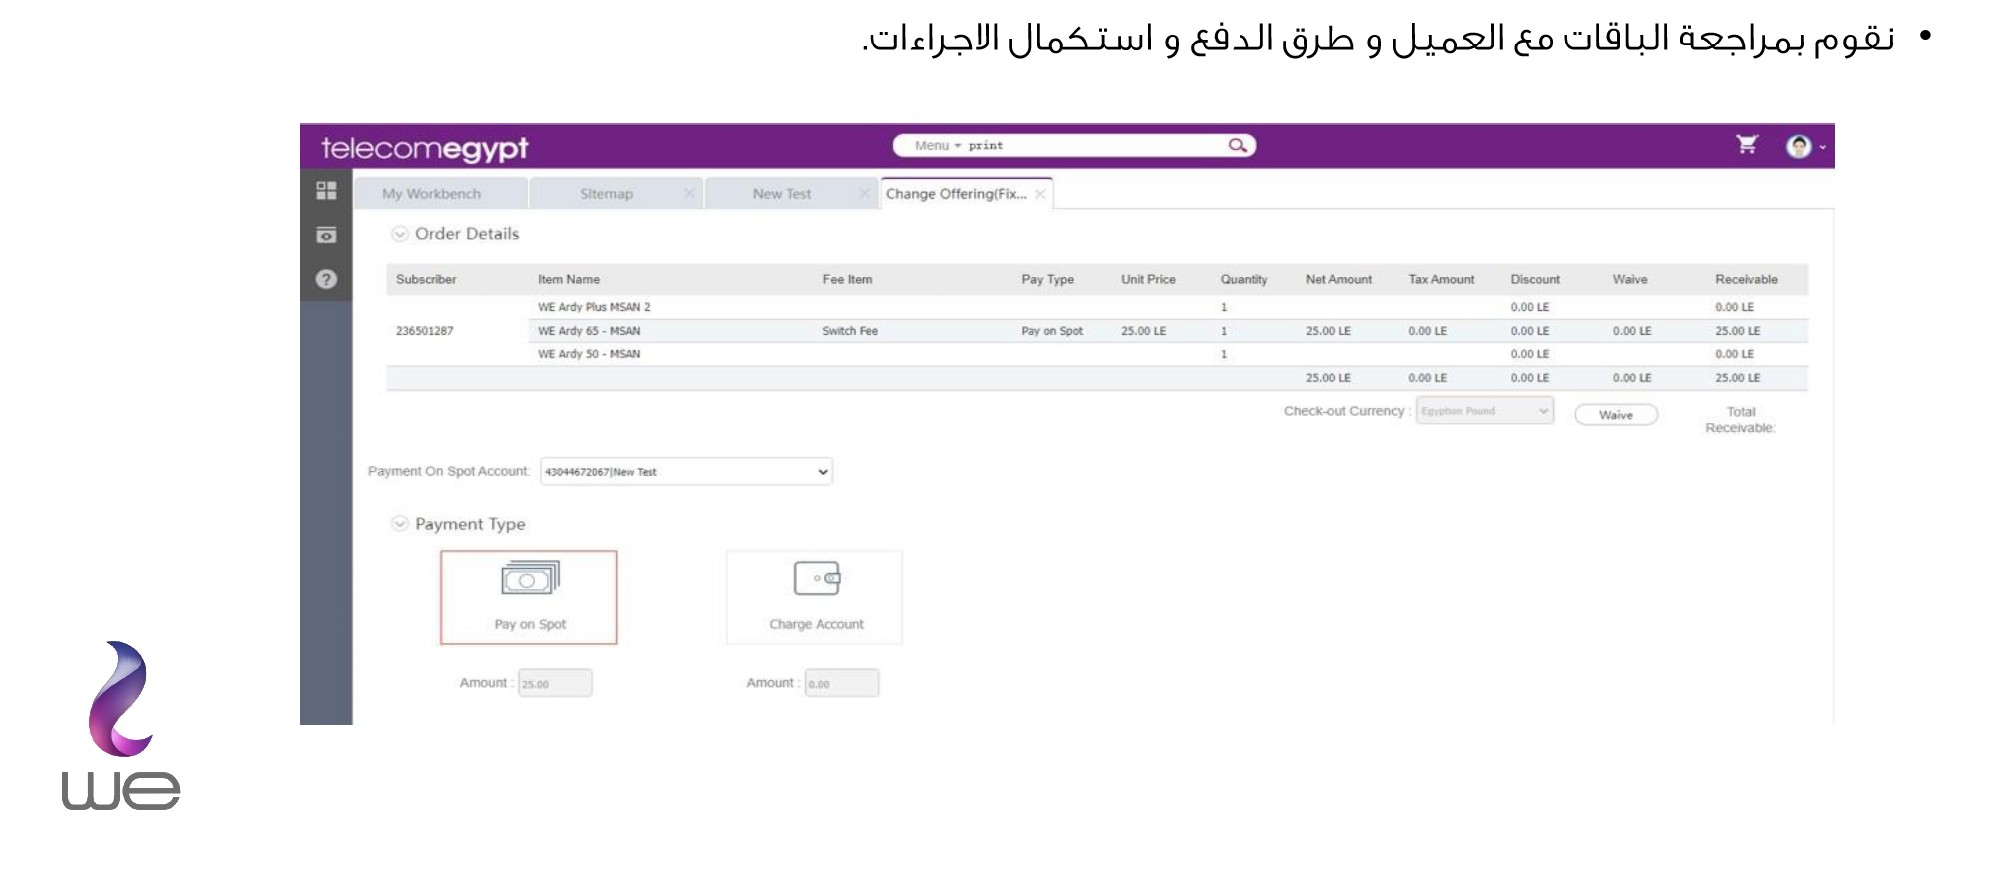 • نقوم بمراجعة الباقات مع العميل و طرق الدفع و استكمال الاجراءات.
telecomegypt
Menu print
My Workbench Sitemap New Test Change Offering(Fix...
Order Details
Subscriber Item Name Fee Item Pay Type Unit Price Quantity Net Amount Tax Amount Discount Waive Receivable
WE Ardy Plus MSAN 2 1 0.00 LE 0.00 LE
236501287 WE Ardy 65 - MSAN Switch Fee Pay on Spot 25.00 LE 1 25.00 LE 0.00 LE 0.00 LE 0.00 LE 25.00 LE
WE Ardy 50 - MSAN 1 0.00 LE 0.00 LE
25.00 LE 0.00 LE 0.00 LE 0.00 LE 25.00 LE
Check-out Currency : Egyption Pound Waive Total
Receivable:
Payment On Spot Account: 43044672067|New Test
Payment Type
Pay on Spot Charge Account
Amount : 25.00 Amount : 0.00
we